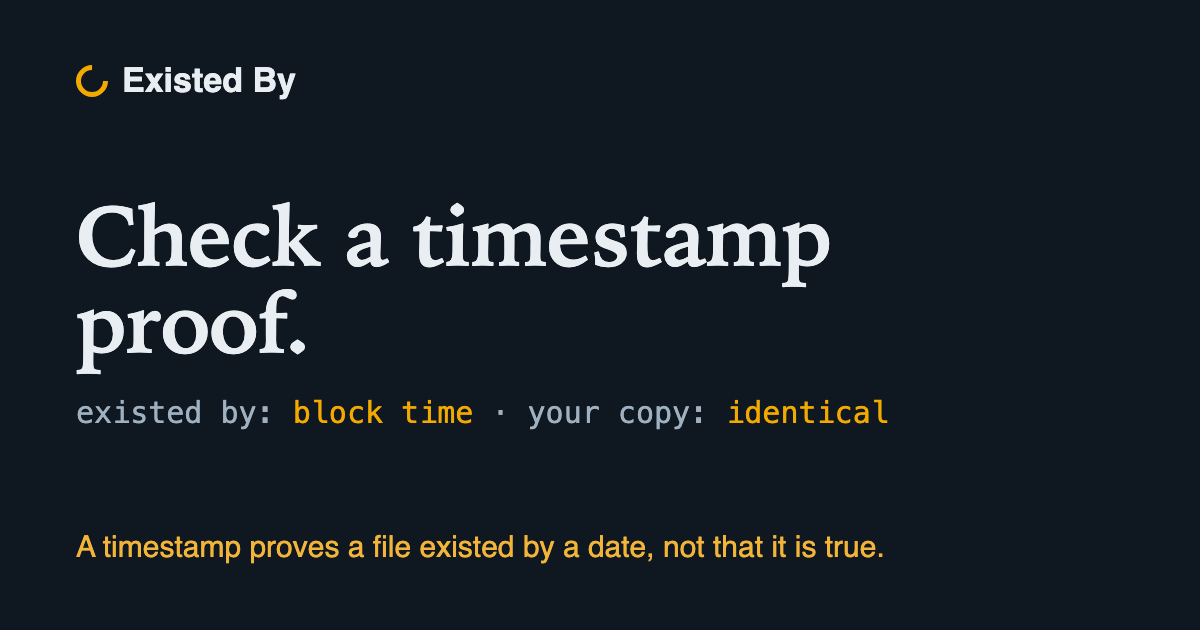 Existed By
Check a timestamp
proof.
existed by: block time · your copy: identical
A timestamp proves a file existed by a date, not that it is true.